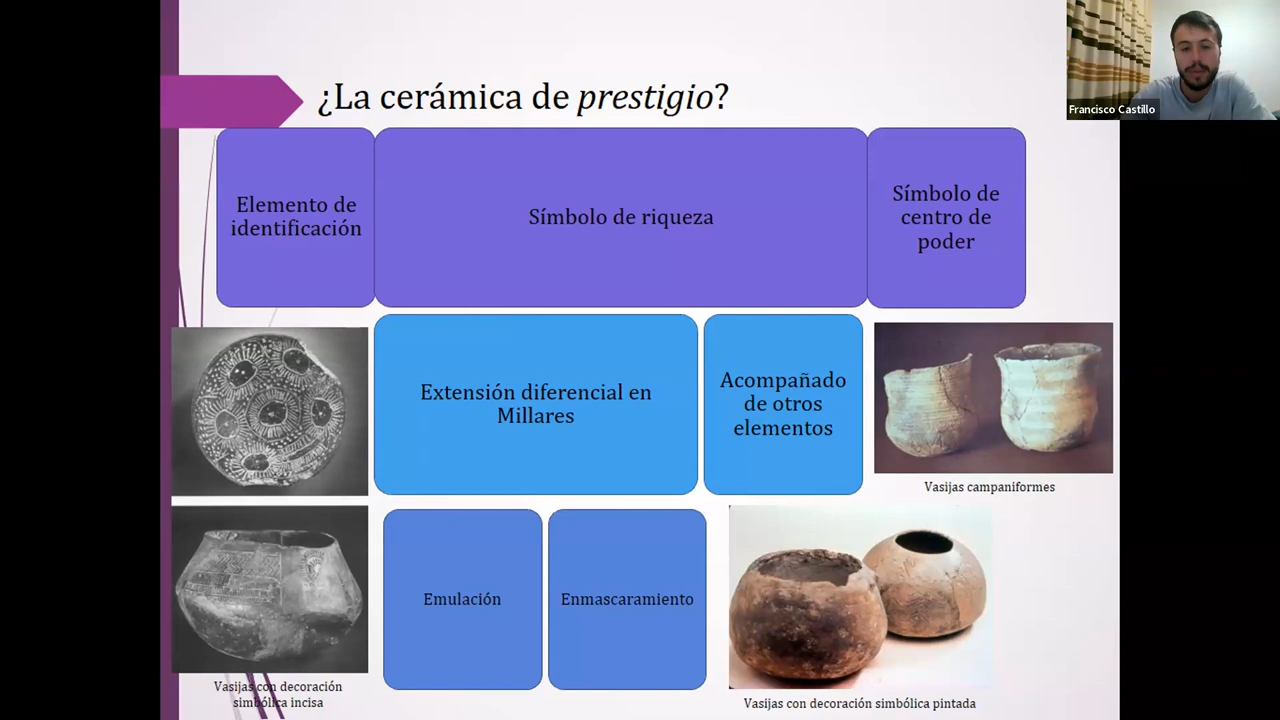 ¿La cerámica de prestigio?
Francisco Castillo
Elemento de
identificación
Símbolo de riqueza
Símbolo de
centro de
poder
Extensión diferencial en
Millares
Acompañado
de otros
elementos
Vasijas campaniformes
Emulación
Enmascaramiento
Vasijas con decoración
simbólica incisa
Vasijas con decoración simbólica pintada